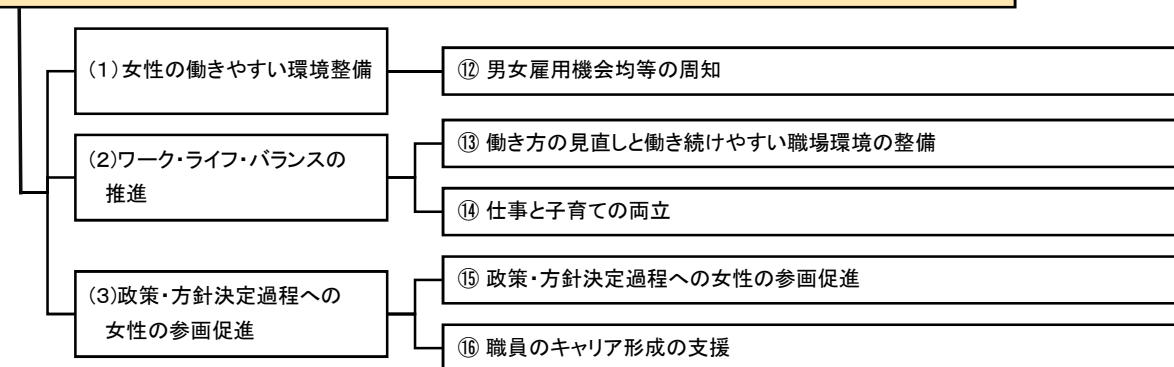 (1)女性の働きやすい環境整備
⑫ 男女雇用機会均等の周知
(2)ワーク・ライフ・バランスの
推進
⑬ 働き方の見直しと働き続けやすい職場環境の整備
⑭ 仕事と子育ての両立
(3)政策・方針決定過程への
女性の参画促進
⑮ 政策・方針決定過程への女性の参画促進
⑯ 職員のキャリア形成の支援